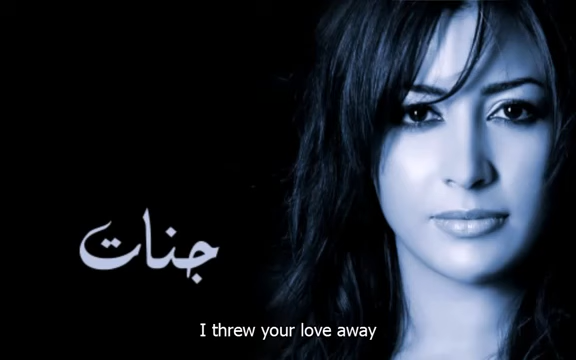 جنات
I threw your love away